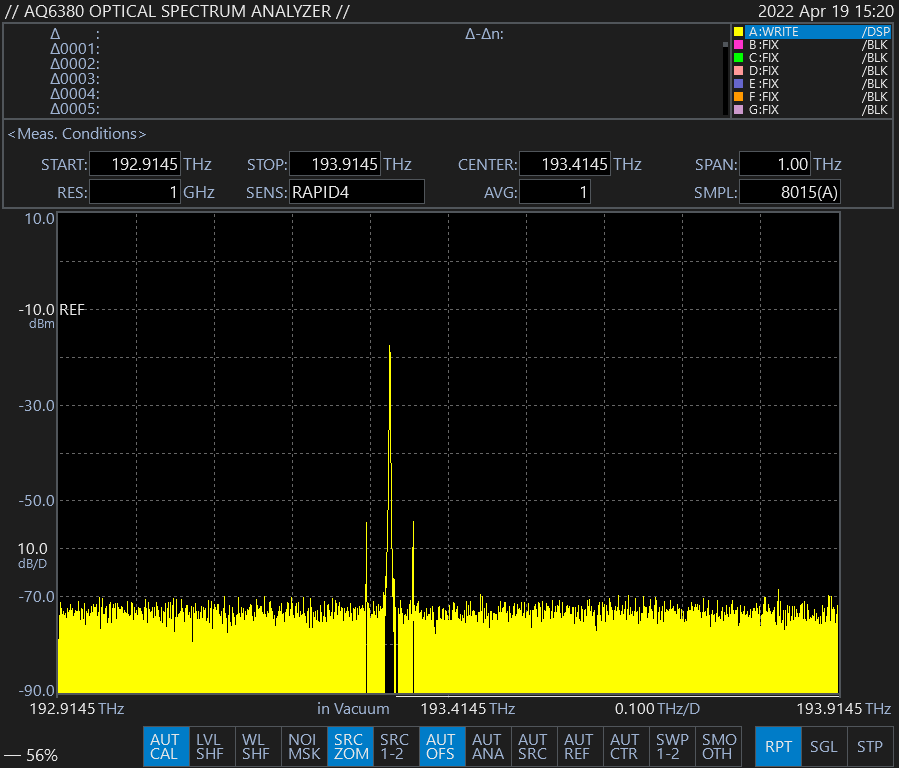 // AQ6380 OPTICAL SPECTRUM ANALYZER // 2022 Apr 19 15:20
Δ : Δ-Δn:
Δ0001:
Δ0002:
Δ0003:
Δ0004:
Δ0005:
A:WRITE /DSP
B:FIX /BLK
C:FIX /BLK
D:FIX /BLK
E:FIX /BLK
F:FIX /BLK
G:FIX /BLK
<Meas. Conditions>
START: 192.9145 THz STOP: 193.9145 THz CENTER: 193.4145 THz SPAN: 1.00 THz
RES: 1 GHz SENS: RAPID4 AVG: 1 SMPL: 8015(A)
10.0
-10.0 REF
dBm
-30.0
-50.0
10.0
dB/D
-70.0
-90.0
192.9145 THz in Vacuum 193.4145 THz 0.100 THz/D 193.9145 THz
56%
AUT CAL
LVL SHF
WL SHF
NOI MSK
SRC ZOM
SRC 1-2
AUT OFS
AUT ANA
AUT SRC
AUT REF
AUT CTR
SWP 1-2
SMO OTH
RPT
SGL
STP